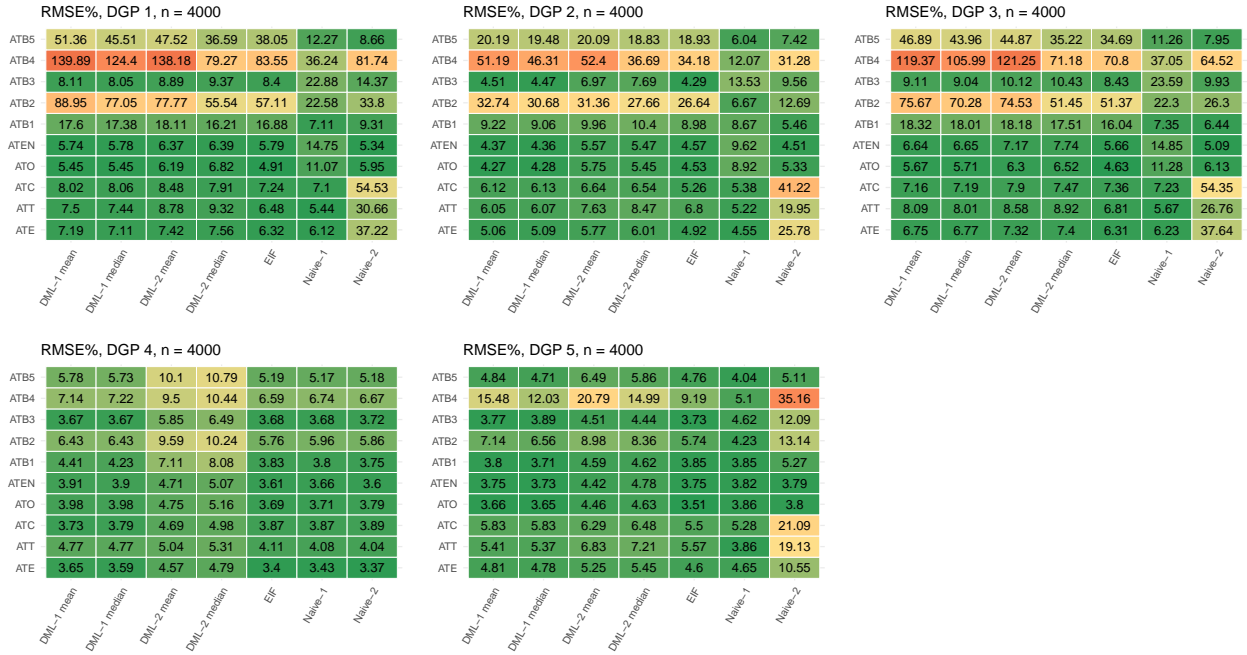 RMSE%, DGP 1, n = 4000
ATB5 51.36 45.51 47.52 36.59 38.05 12.27 8.66
ATB4 139.89 124.4 138.18 79.27 83.55 36.24 81.74
ATB3 8.11 8.05 8.89 9.37 8.4 22.88 14.37
ATB2 88.95 77.05 77.77 55.54 57.11 22.58 33.8
ATB1 17.6 17.38 18.11 16.21 16.88 7.11 9.31
ATEN 5.74 5.78 6.37 6.39 5.79 14.75 5.34
ATO 5.45 5.45 6.19 6.82 4.91 11.07 5.95
ATC 8.02 8.06 8.48 7.91 7.24 7.1 54.53
ATT 7.5 7.44 8.78 9.32 6.48 5.44 30.66
ATE 7.19 7.11 7.42 7.56 6.32 6.12 37.22
DML−1 mean DML−1 median DML−2 mean DML−2 median EIF Naive−1 Naive−2
RMSE%, DGP 2, n = 4000
ATB5 20.19 19.48 20.09 18.83 18.93 6.04 7.42
ATB4 51.19 46.31 52.4 36.69 34.18 12.07 31.28
ATB3 4.51 4.47 6.97 7.69 4.29 13.53 9.56
ATB2 32.74 30.68 31.36 27.66 26.64 6.67 12.69
ATB1 9.22 9.06 9.96 10.4 8.98 8.67 5.46
ATEN 4.37 4.36 5.57 5.47 4.57 9.62 4.51
ATO 4.27 4.28 5.75 5.45 4.53 8.92 5.33
ATC 6.12 6.13 6.64 6.54 5.26 5.38 41.22
ATT 6.05 6.07 7.63 8.47 6.8 5.22 19.95
ATE 5.06 5.09 5.77 6.01 4.92 4.55 25.78
DML−1 mean DML−1 median DML−2 mean DML−2 median EIF Naive−1 Naive−2
RMSE%, DGP 3, n = 4000
ATB5 46.89 43.96 44.87 35.22 34.69 11.26 7.95
ATB4 119.37 105.99 121.25 71.18 70.8 37.05 64.52
ATB3 9.11 9.04 10.12 10.43 8.43 23.59 9.93
ATB2 75.67 70.28 74.53 51.45 51.37 22.3 26.3
ATB1 18.32 18.01 18.18 17.51 16.04 7.35 6.44
ATEN 6.64 6.65 7.17 7.74 5.66 14.85 5.09
ATO 5.67 5.71 6.3 6.52 4.63 11.28 6.13
ATC 7.16 7.19 7.9 7.47 7.36 7.23 54.35
ATT 8.09 8.01 8.58 8.92 6.81 5.67 26.76
ATE 6.75 6.77 7.32 7.4 6.31 6.23 37.64
DML−1 mean DML−1 median DML−2 mean DML−2 median EIF Naive−1 Naive−2
RMSE%, DGP 4, n = 4000
ATB5 5.78 5.73 10.1 10.79 5.19 5.17 5.18
ATB4 7.14 7.22 9.5 10.44 6.59 6.74 6.67
ATB3 3.67 3.67 5.85 6.49 3.68 3.68 3.72
ATB2 6.43 6.43 9.59 10.24 5.76 5.96 5.86
ATB1 4.41 4.23 7.11 8.08 3.83 3.8 3.75
ATEN 3.91 3.9 4.71 5.07 3.61 3.66 3.6
ATO 3.98 3.98 4.75 5.16 3.69 3.71 3.79
ATC 3.73 3.79 4.69 4.98 3.87 3.87 3.89
ATT 4.77 4.77 5.04 5.31 4.11 4.08 4.04
ATE 3.65 3.59 4.57 4.79 3.4 3.43 3.37
DML−1 mean DML−1 median DML−2 mean DML−2 median EIF Naive−1 Naive−2
RMSE%, DGP 5, n = 4000
ATB5 4.84 4.71 6.49 5.86 4.76 4.04 5.11
ATB4 15.48 12.03 20.79 14.99 9.19 5.1 35.16
ATB3 3.77 3.89 4.51 4.44 3.73 4.62 12.09
ATB2 7.14 6.56 8.98 8.36 5.74 4.23 13.14
ATB1 3.8 3.71 4.59 4.62 3.85 3.85 5.27
ATEN 3.75 3.73 4.42 4.78 3.75 3.82 3.79
ATO 3.66 3.65 4.46 4.63 3.51 3.86 3.8
ATC 5.83 5.83 6.29 6.48 5.5 5.28 21.09
ATT 5.41 5.37 6.83 7.21 5.57 3.86 19.13
ATE 4.81 4.78 5.25 5.45 4.6 4.65 10.55
DML−1 mean DML−1 median DML−2 mean DML−2 median EIF Naive−1 Naive−2